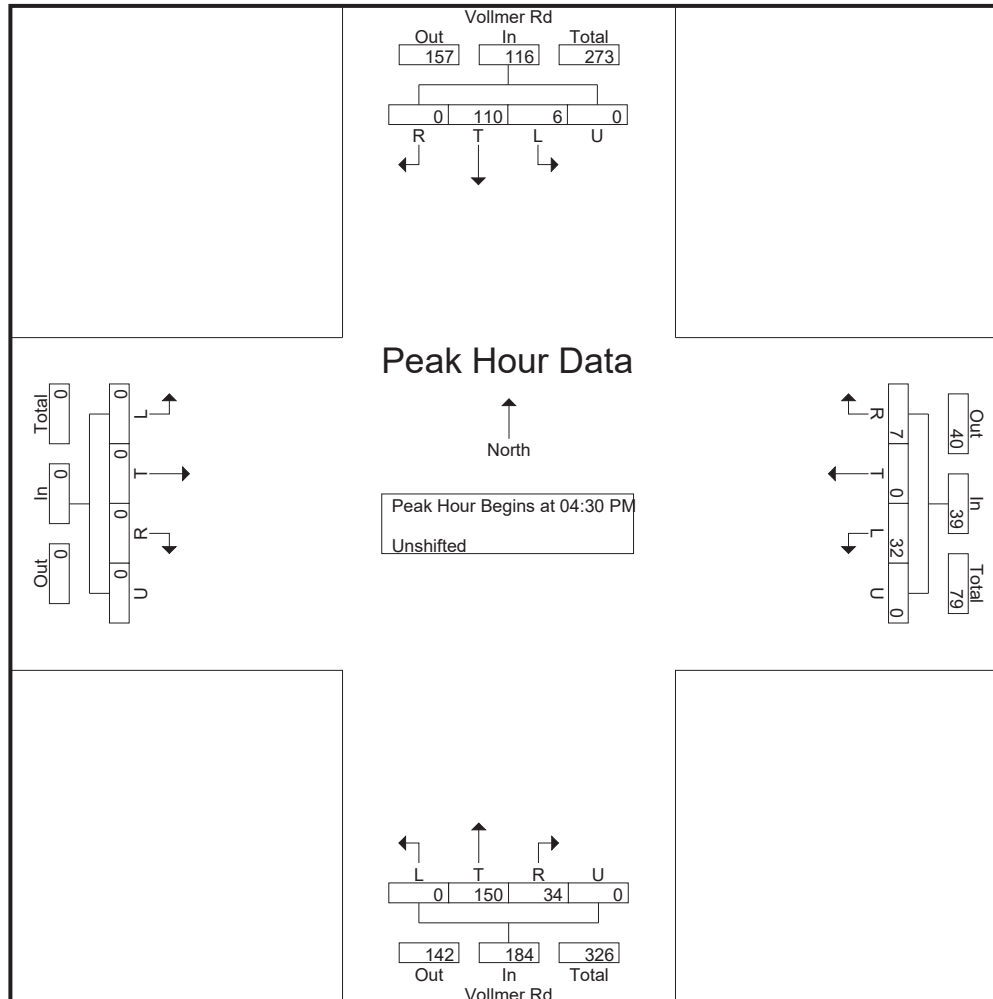 Vollmer Rd
Out In Total
157 116 273
0 110 6 0
R T L U
Peak Hour Data
North
Peak Hour Begins at 04:30 PM
Unshifted
Total 0
In 0
Out 0
0 0 0 0
L T R U
R T L U
7 0 32 0
Out 40
In 39
Total 79
L T R U
0 150 34 0
142 184 326
Out In Total
Vollmer Rd